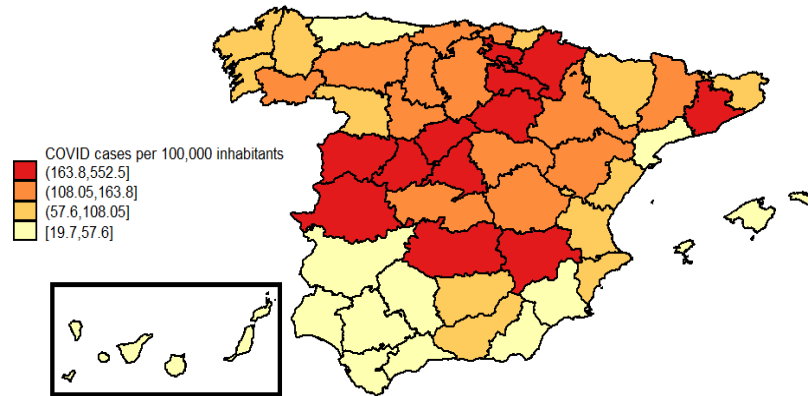 COVID cases per 100,000 inhabitants
(163.8,552.5]
(108.05,163.8]
(57.6,108.05]
[19.7,57.6]